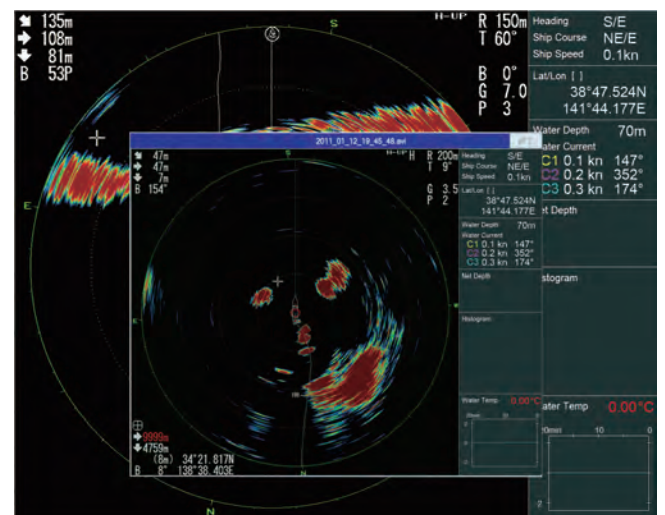 135m
108m
81m
B 53P
S
H-UP
R 150m
T 60°
B 0°
G 7.0
P 3
E
N
Heading S/E
Ship Course NE/E
Ship Speed 0.1kn
Lat/Lon [ ]
38°47.524N
141°44.177E
Water Depth 70m
Water Current
C1 0.1 kn 147°
C2 0.2 kn 352°
C3 0.3 kn 174°
et Depth
stogram
ater Temp 0.00°C
20min 10 0
2011_01_12_19_45_48.avi
47m
47m
7m
B 154°
S
H-UP H
R 200m
T 9°
G 3.5
P 2
E
N
9999m
4759m
(8m) 34°21.817N
B 8° 138°38.403E
Heading S/E
Ship Course NE/E
Ship Speed 0.1kn
Lat/Lon [ ]
38°47.524N
141°44.177E
Water Depth 70m
Water Current
C1 0.1 kn 147°
C2 0.2 kn 352°
C3 0.3 kn 174°
Net Depth
Histogram
Water Temp 0.00°C